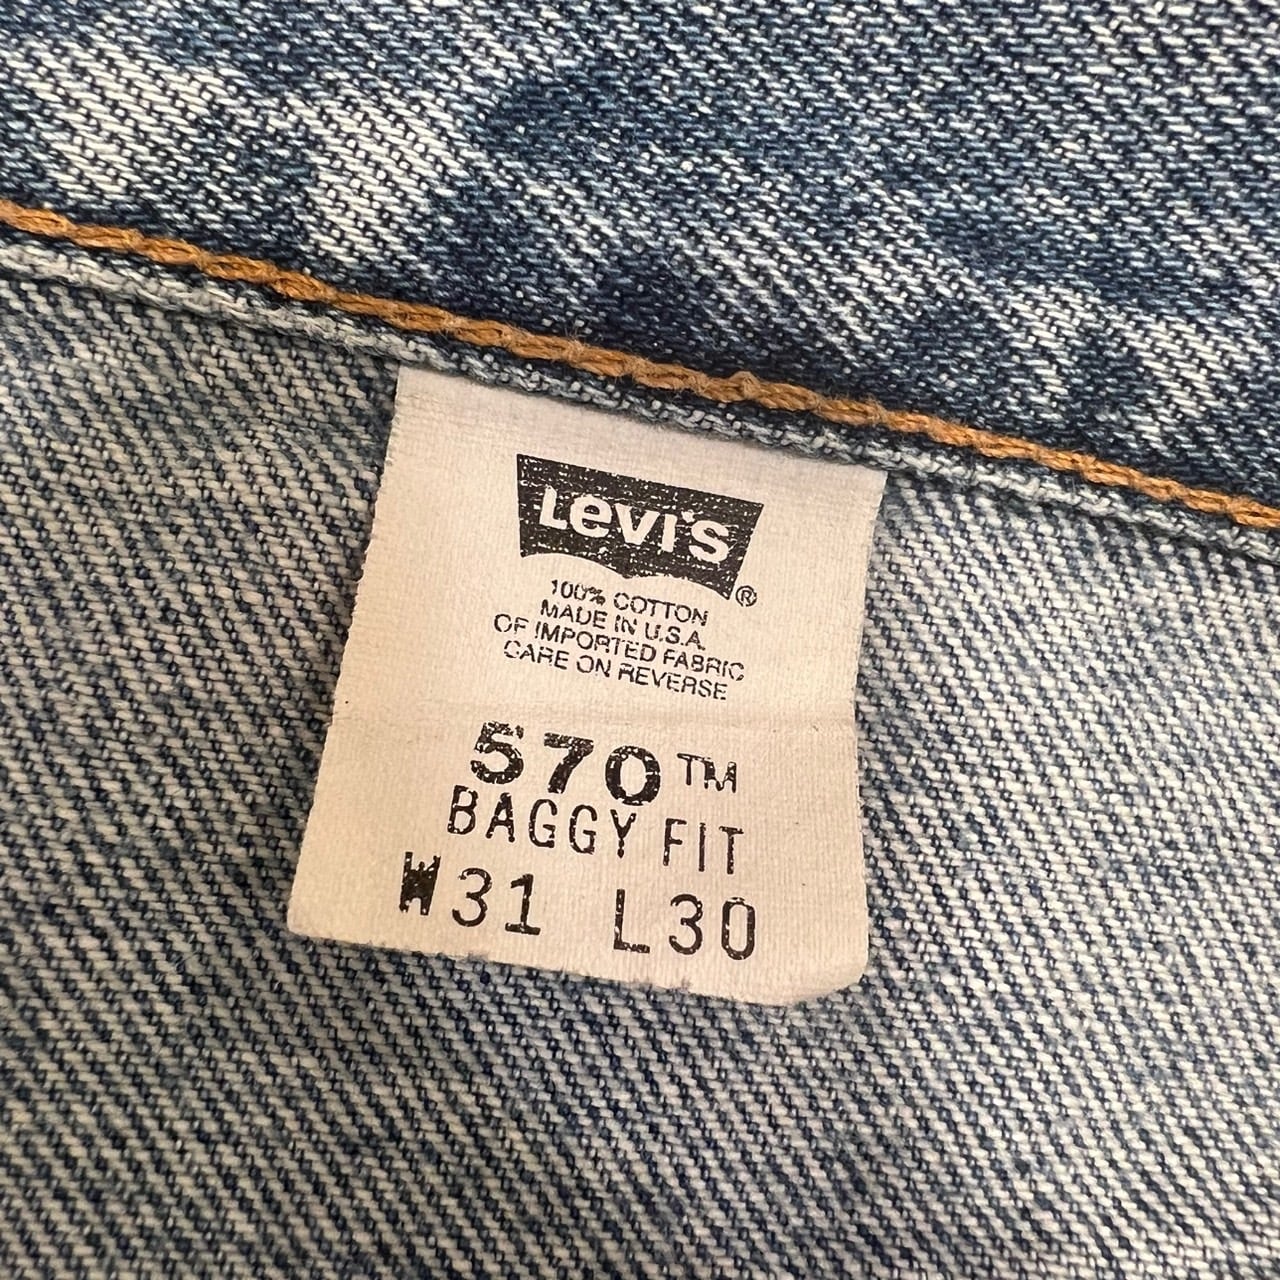 Levi's ®
100% COTTON
MADE IN U.S.A.
OF IMPORTED FABRIC
CARE ON REVERSE
570™
BAGGY FIT
W31 L30